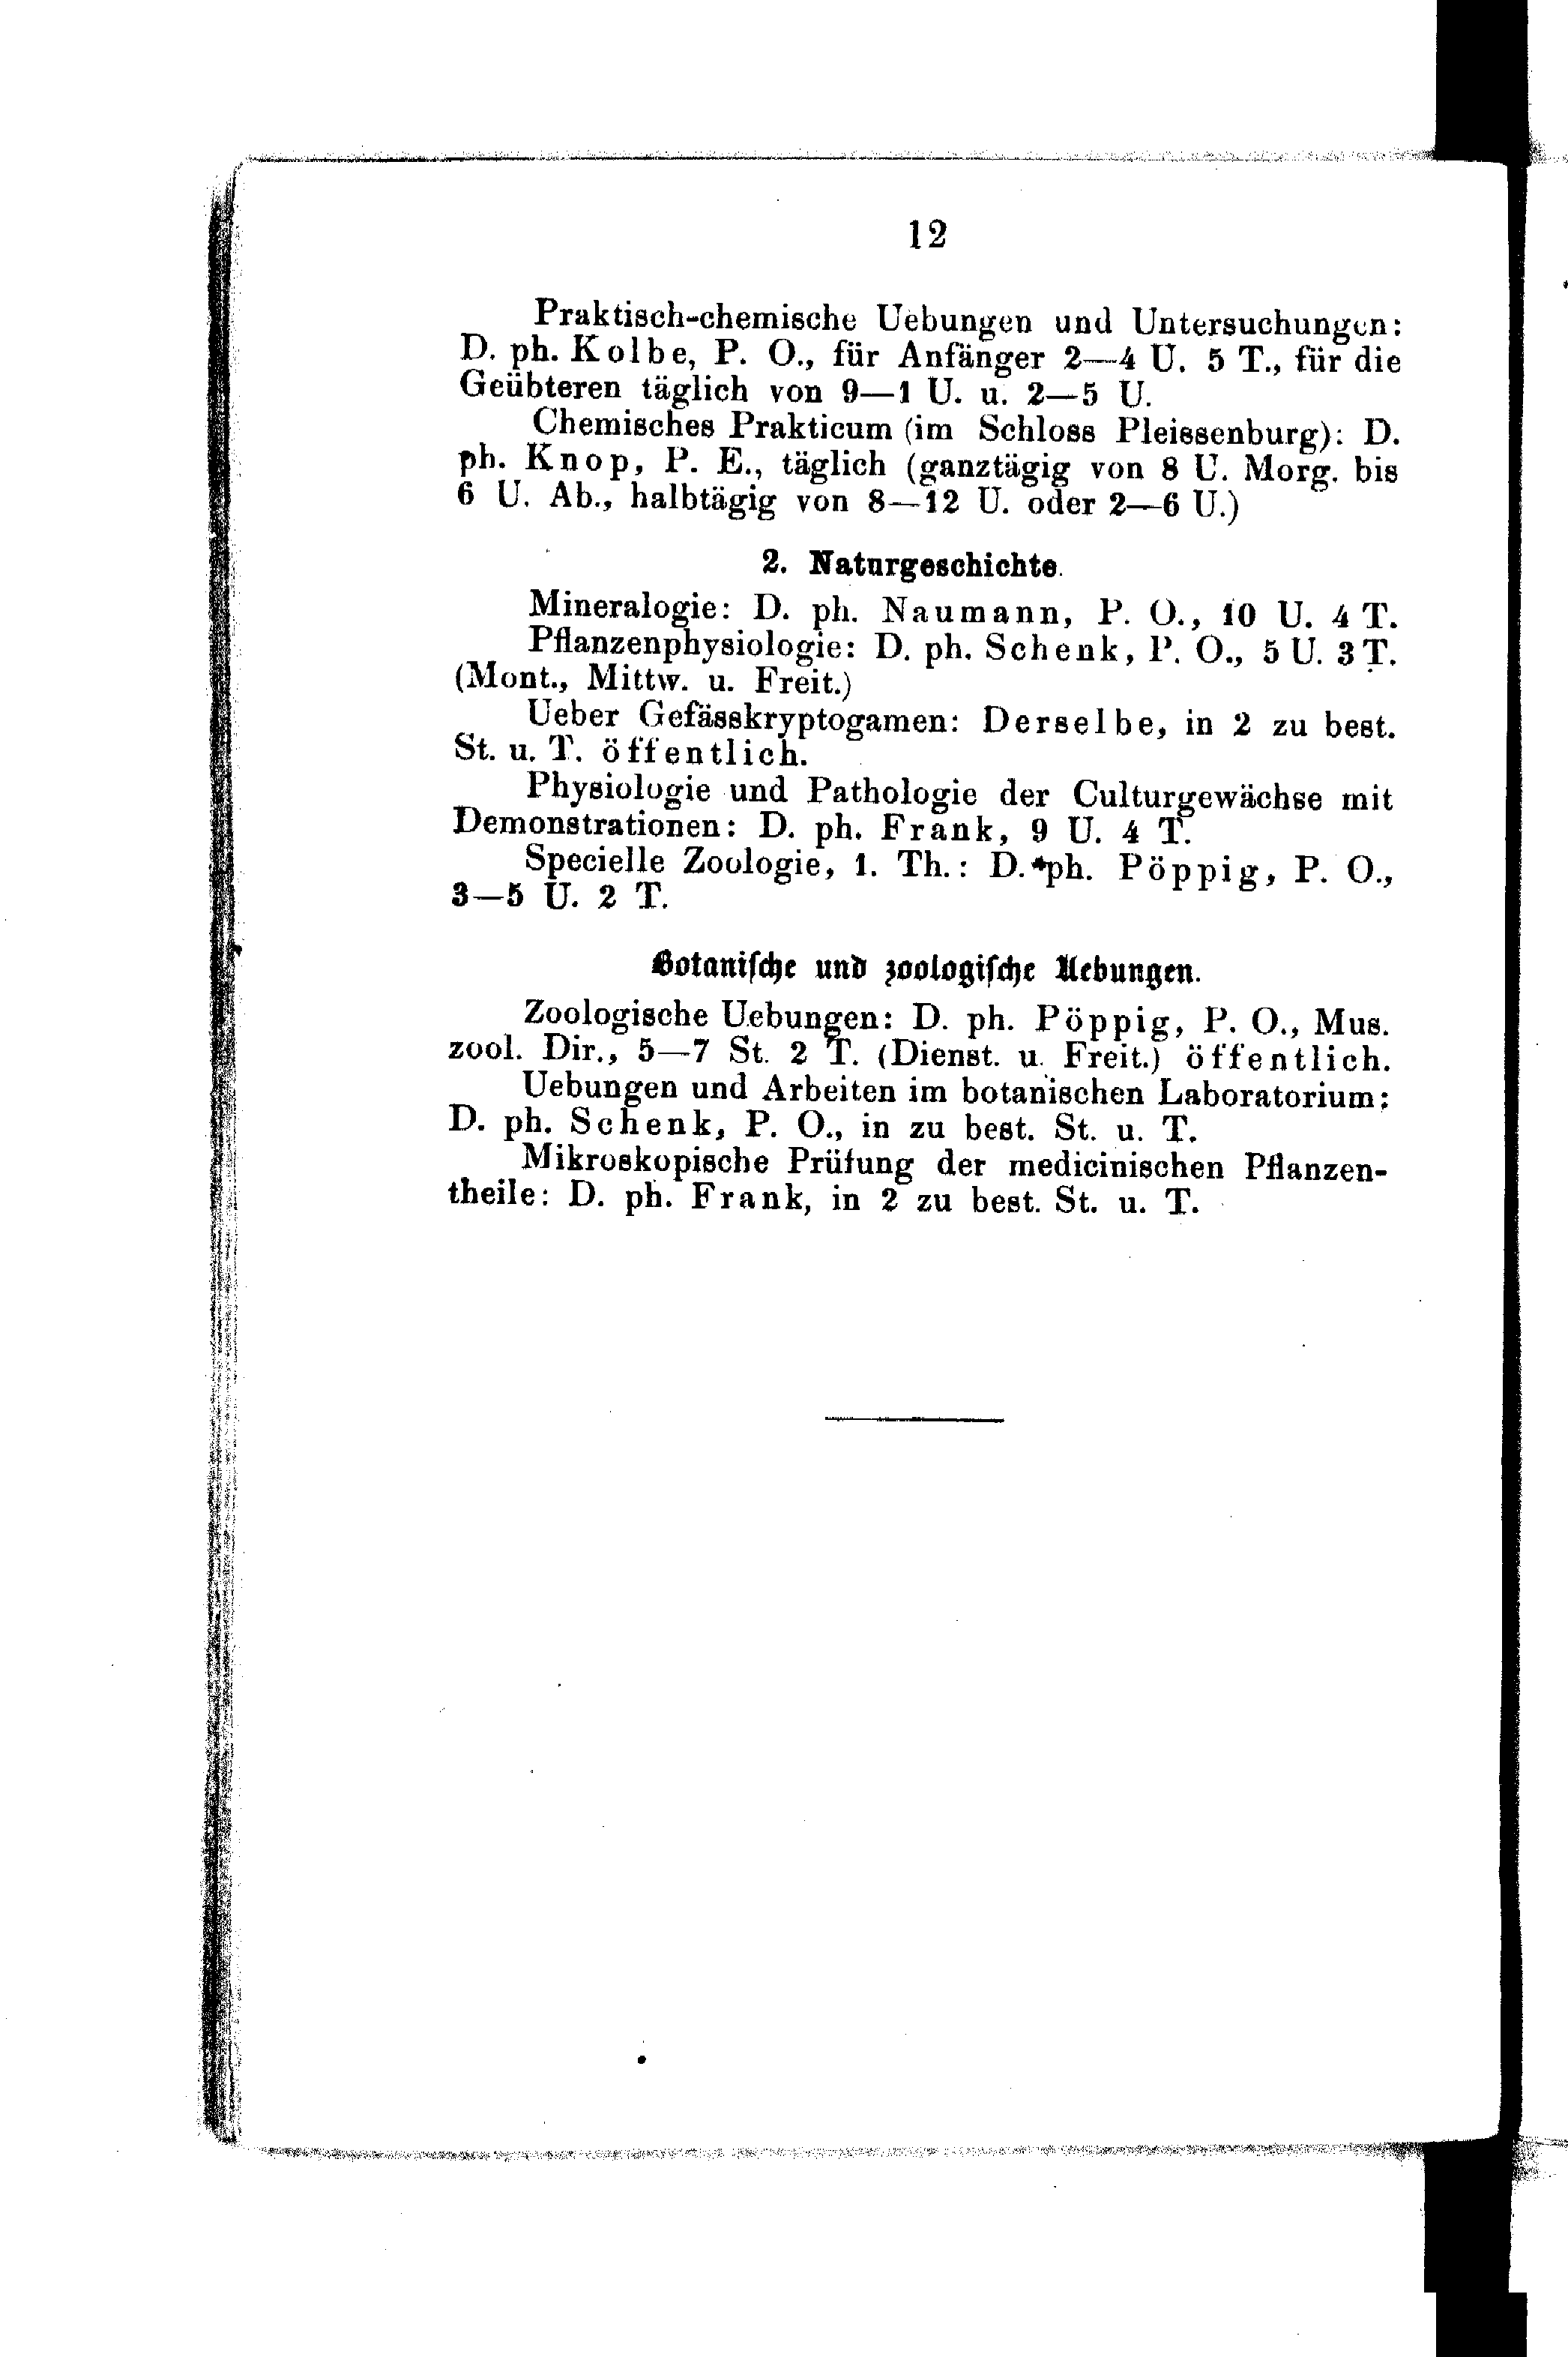 12
Praktisch-chemische Uebungen und Untersuchungen:
D. ph. Kolbe, P. O., für Anfänger 2—4 U. 5 T., für die
Geübteren täglich von 9—1 U. u. 2—5 U.
Chemisches Prakticum (im Schloss Pleissenburg): D.
ph. Knop, P. E., täglich (ganztägig von 8 U. Morg. bis
6 U. Ab., halbtägig von 8—12 U. oder 2—6 U.)
2. Naturgeschichte.
Mineralogie: D. ph. Naumann, P. O., 10 U. 4 T.
Pflanzenphysiologie: D. ph. Schenk, P. O., 5 U. 3 T.
(Mont., Mittw. u. Freit.)
Ueber Gefässkryptogamen: Derselbe, in 2 zu best.
St. u. T. öffentlich.
Physiologie und Pathologie der Culturgewächse mit
Demonstrationen: D. ph. Frank, 9 U. 4 T.
Specielle Zoologie, 1. Th.: D. ph. Pöppig, P. O.,
3—5 U. 2 T.
Botaniſche und zoologiſche Uebungen.
Zoologische Uebungen: D. ph. Pöppig, P. O., Mus.
zool. Dir., 5—7 St. 2 T. (Dienst. u. Freit.) öffentlich.
Uebungen und Arbeiten im botanischen Laboratorium:
D. ph. Schenk, P. O., in zu best. St. u. T.
Mikroskopische Prüfung der medicinischen Pflanzen-
theile: D. ph. Frank, in 2 zu best. St. u. T.